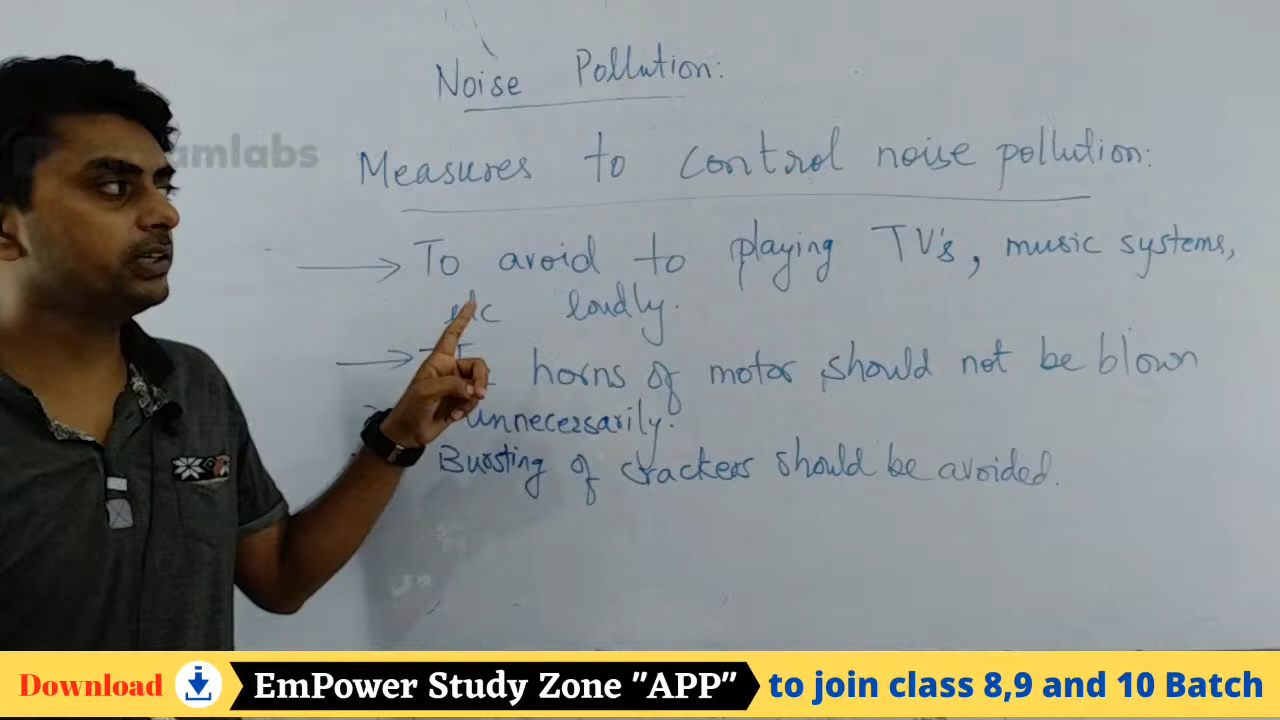 Noise Pollution:
amlabs
Measures to control noise pollution:
To avoid to playing TV's, music systems,
etc loudly.
horns of motor should not be blown
unnecessarily.
Bursting of crackers should be avoided.
Download EmPower Study Zone "APP" to join class 8,9 and 10 Batch